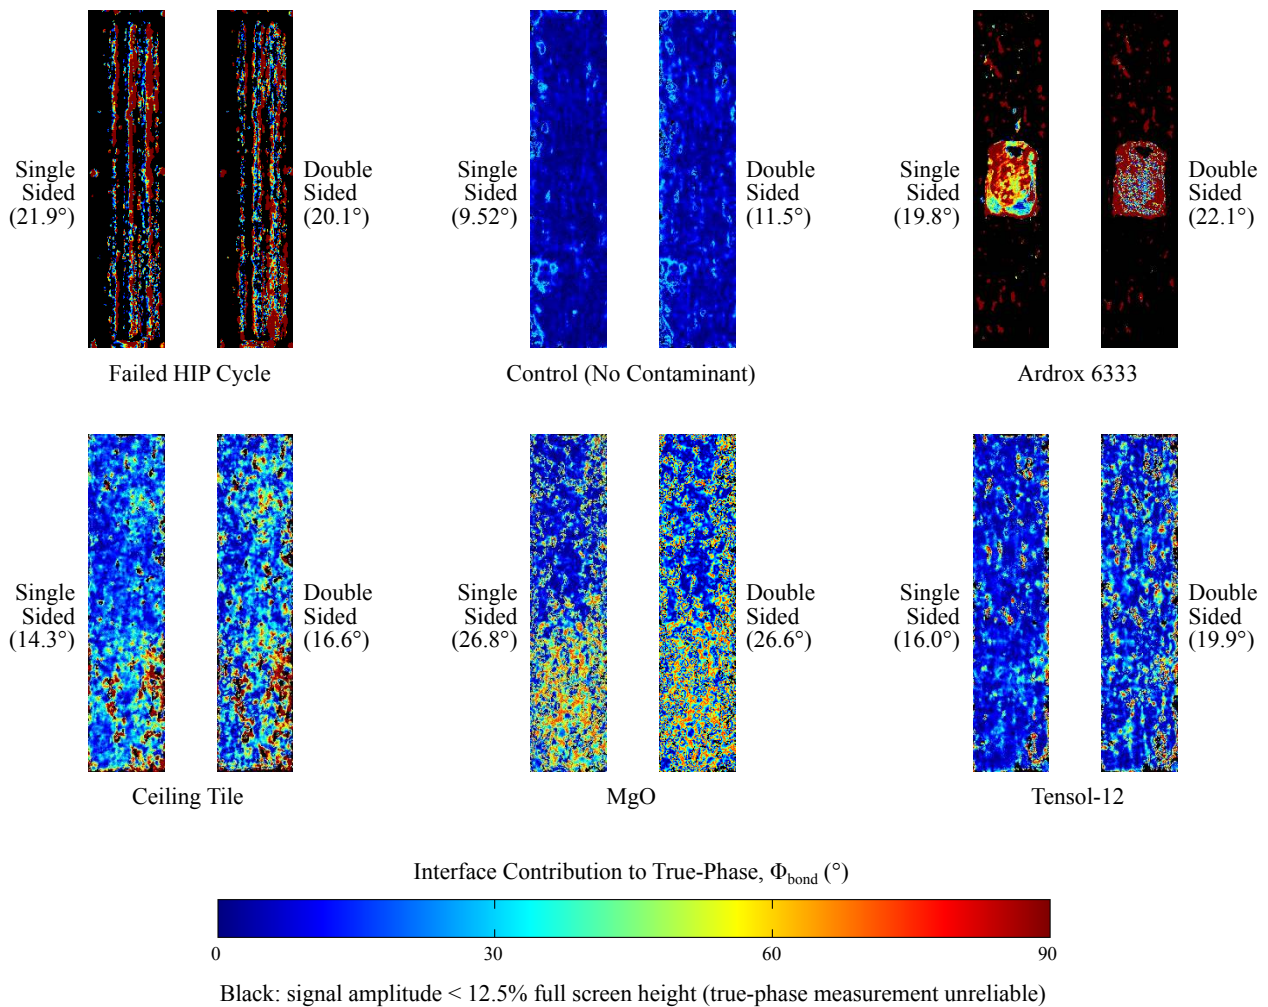 Single
Sided
(21.9°)
Double
Sided
(20.1°)
Failed HIP Cycle
Single
Sided
(9.52°)
Double
Sided
(11.5°)
Control (No Contaminant)
Single
Sided
(19.8°)
Double
Sided
(22.1°)
Ardrox 6333
Single
Sided
(14.3°)
Double
Sided
(16.6°)
Ceiling Tile
Single
Sided
(26.8°)
Double
Sided
(26.6°)
MgO
Single
Sided
(16.0°)
Double
Sided
(19.9°)
Tensol-12
Interface Contribution to True-Phase, Φbond (°)
0 30 60 90
Black: signal amplitude < 12.5% full screen height (true-phase measurement unreliable)